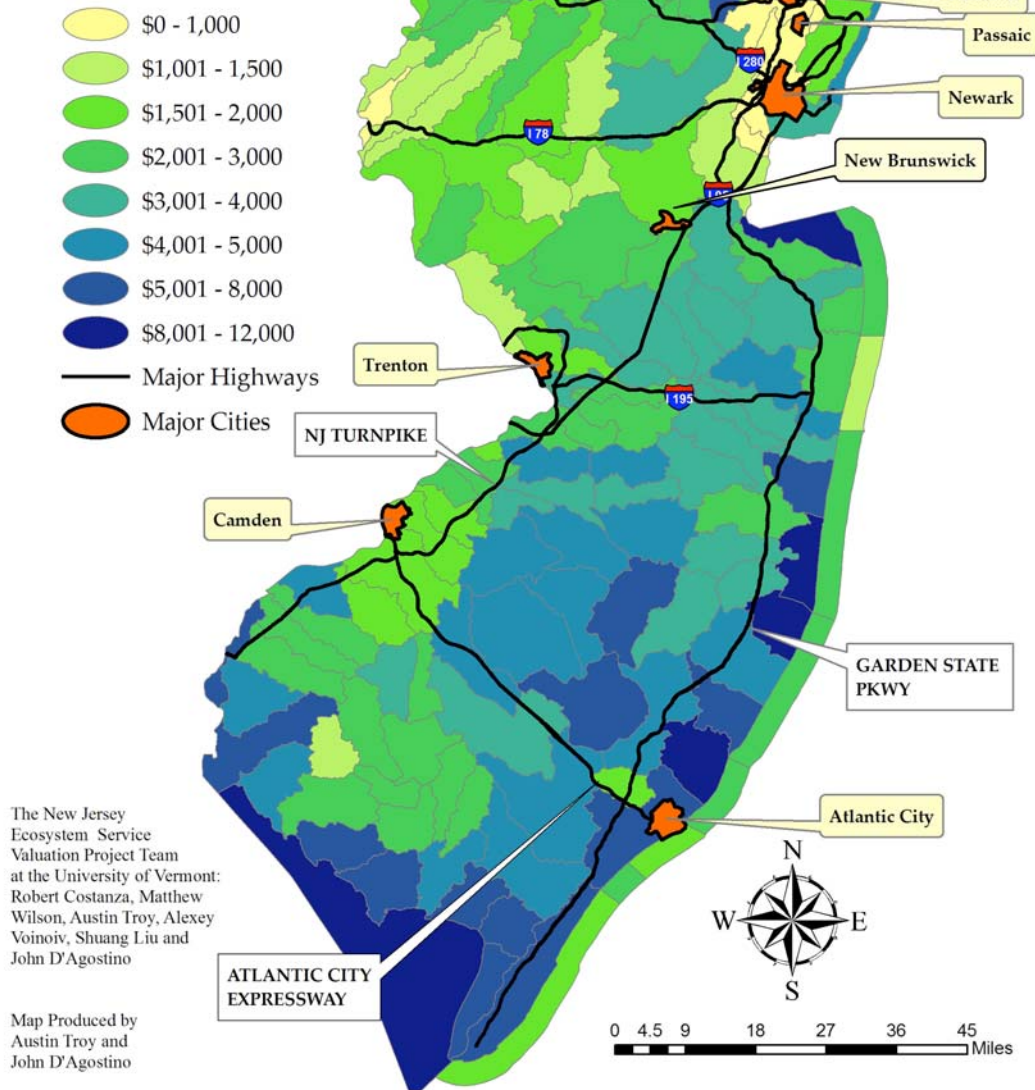 $0 - 1,000
$1,001 - 1,500
$1,501 - 2,000
$2,001 - 3,000
$3,001 - 4,000
$4,001 - 5,000
$5,001 - 8,000
$8,001 - 12,000
Major Highways
Major Cities
Passaic
I 280
Newark
I 78
New Brunswick
Trenton
I 195
NJ TURNPIKE
Camden
GARDEN STATE
PKWY
Atlantic City
ATLANTIC CITY
EXPRESSWAY
The New Jersey
Ecosystem Service
Valuation Project Team
at the University of Vermont:
Robert Costanza, Matthew
Wilson, Austin Troy, Alexey
Voinoiv, Shuang Liu and
John D'Agostino
Map Produced by
Austin Troy and
John D'Agostino
N
W
E
S
0 4.5 9 18 27 36 45
Miles